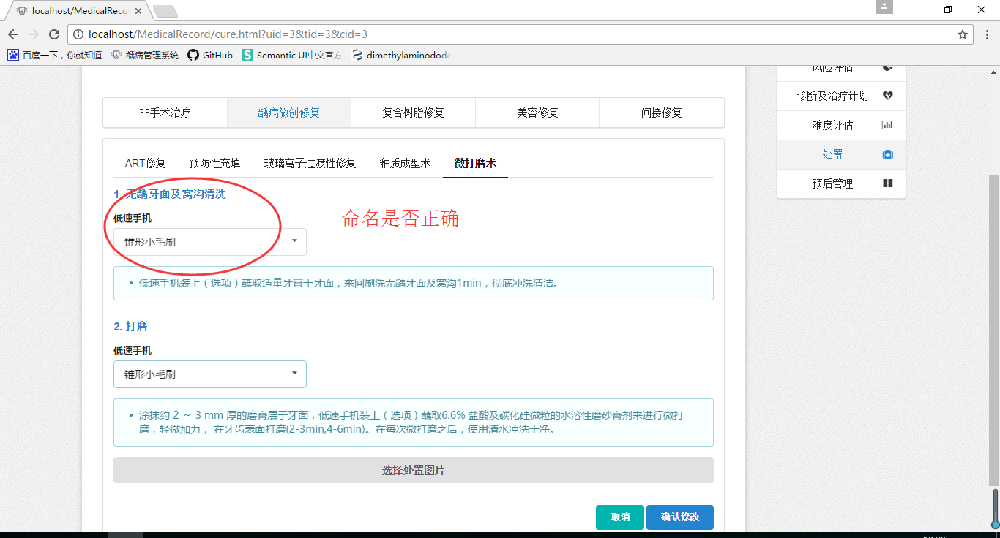 localhost/MedicalReco
localhost/MedicalRecord/cure.html?uid=3&tid=3&cid=3
百度一下，你就知道 龋病管理系统 GitHub Semantic UI中文官方 dimethylaminodode
风险评估
诊断及治疗计划
难度评估
处置
预后管理
非手术治疗 龋病微创修复 复合树脂修复 美容修复 间接修复
ART修复 预防性充填 玻璃离子过渡性修复 釉质成型术 微打磨术
1. 无龋牙面及窝沟清洗
低速手机
锥形小毛刷
命名是否正确
• 低速手机装上（选项）蘸取适量牙膏于牙面，来回刷洗无龋牙面及窝沟1min，彻底冲洗清洁。
2. 打磨
低速手机
锥形小毛刷
• 涂抹约 2 ～ 3 mm 厚的磨膏层于牙面，低速手机装上（选项）蘸取6.6% 盐酸及碳化硅微粒的水溶性磨砂膏剂来进行微打
磨，轻微加力， 在牙齿表面打磨(2-3min,4-6min)。在每次微打磨之后，使用清水冲洗干净。
选择处置图片
取消 确认修改